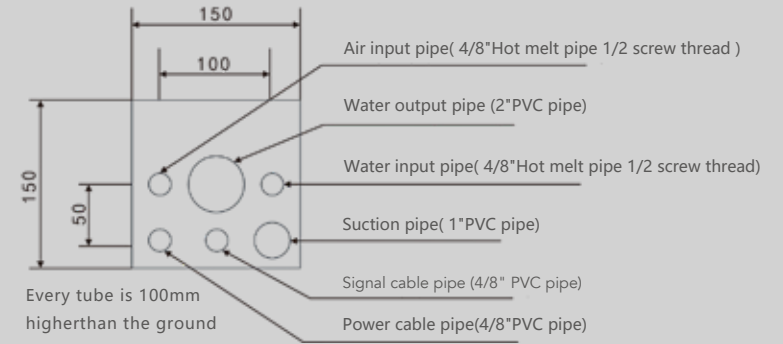 150
100
Air input pipe( 4/8"Hot melt pipe 1/2 screw thread )
Water output pipe (2"PVC pipe)
150
50
Water input pipe( 4/8"Hot melt pipe 1/2 screw thread)
Suction pipe( 1"PVC pipe)
Signal cable pipe (4/8" PVC pipe)
Power cable pipe(4/8"PVC pipe)
Every tube is 100mm
higherthan the ground